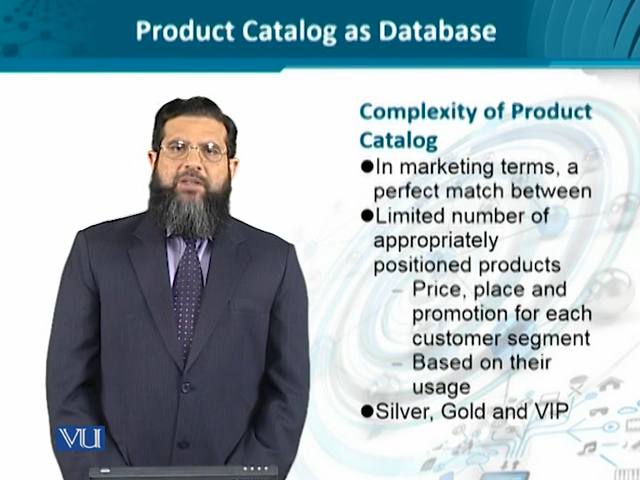 Product Catalog as Database
Complexity of Product
Catalog
●In marketing terms, a
perfect match between
●Limited number of
appropriately
positioned products
– Price, place and
promotion for each
customer segment
– Based on their
usage
●Silver, Gold and VIP
VU